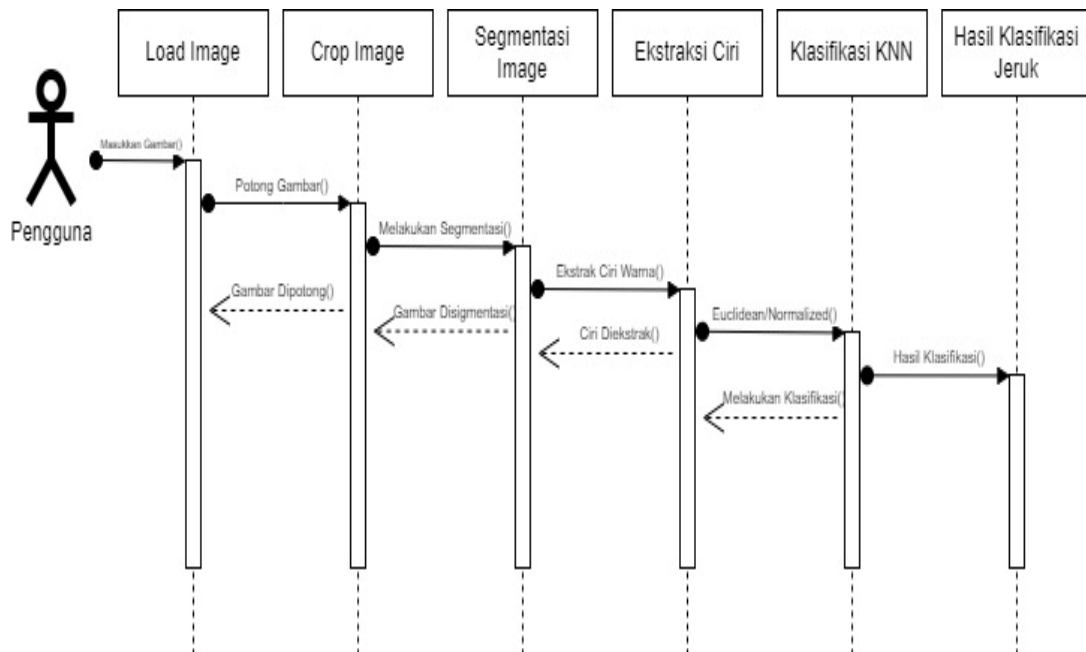 Load Image
Crop Image
Segmentasi
Image
Ekstraksi Ciri
Klasifikasi KNN
Hasil Klasifikasi
Jeruk
Pengguna
Masukkan Gambar()
Potong Gambar()
Melakukan Segmentasi()
Ekstrak Ciri Warna()
Gambar Dipotong()
Gambar Disigmentasi()
Euclidean/Normalized()
Ciri Diekstrak()
Hasil Klasifikasi()
Melakukan Klasifikasi()